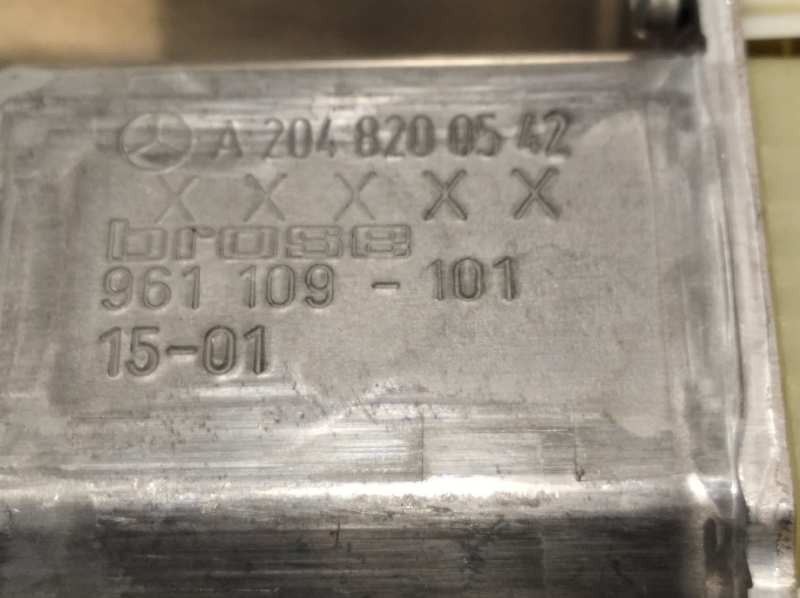 A 204 820 05 42
X X X X X
brose
961 109 - 101
15-01